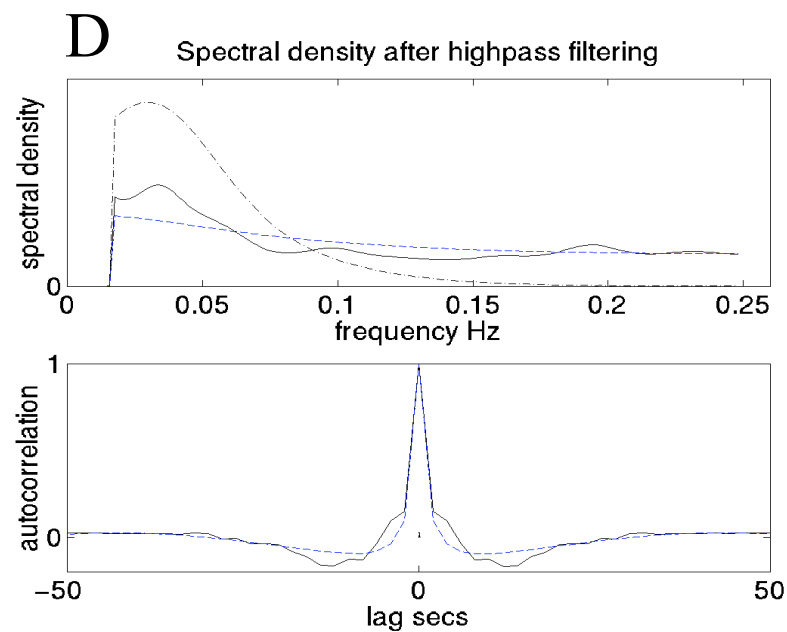 D
Spectral density after highpass filtering
spectral density
0
0 0.05 0.1 0.15 0.2 0.25
frequency Hz
1
autocorrelation
0
−50 0 50
lag secs